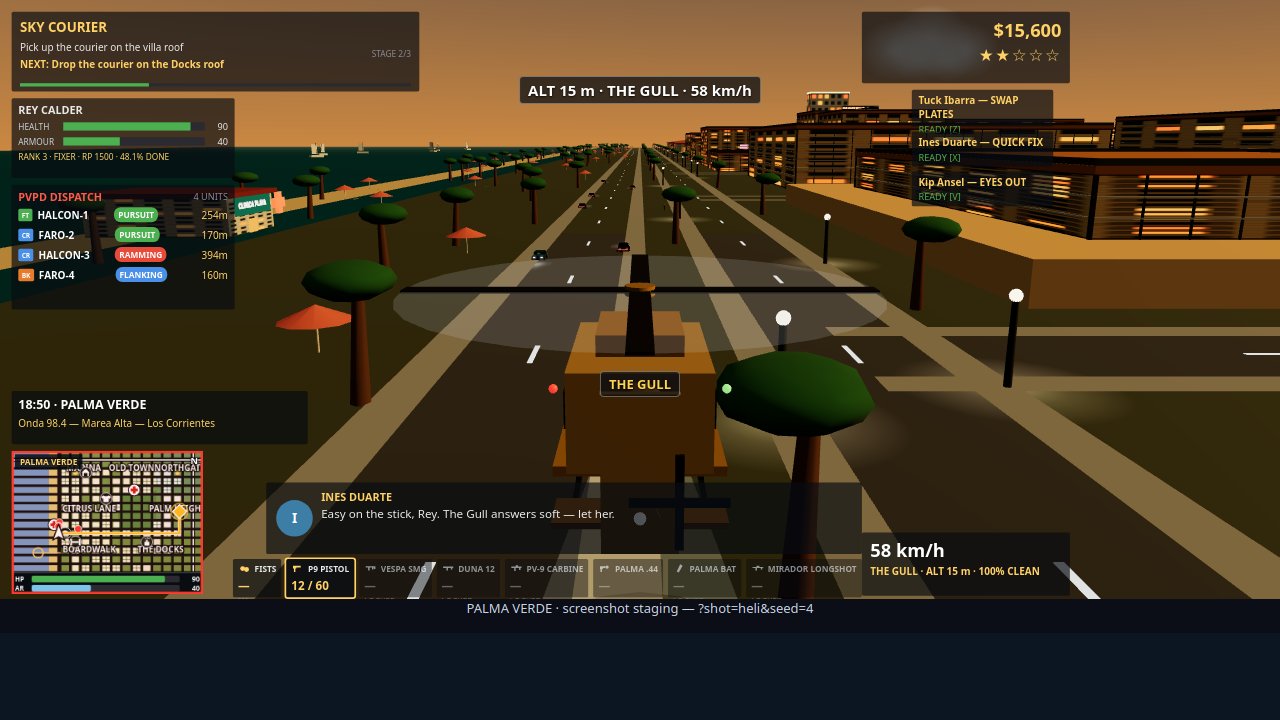 SKY COURIER
Pick up the courier on the villa roof
STAGE 2/3
NEXT: Drop the courier on the Docks roof
$15,600
★★☆☆☆
ALT 15 m · THE GULL · 58 km/h
REY CALDER
HEALTH 90
ARMOUR 40
RANK 3 · FIXER · RP 1500 · 48.1% DONE
Tuck Ibarra — SWAP PLATES
READY [Z]
Ines Duarte — QUICK FIX
READY [X]
Kip Ansel — EYES OUT
READY [V]
PVPD DISPATCH 4 UNITS
FT HALCON-1 PURSUIT 254m
CR FARO-2 PURSUIT 170m
CR HALCON-3 RAMMING 394m
BK FARO-4 FLANKING 160m
THE GULL
18:50 · PALMA VERDE
Onda 98.4 — Marea Alta — Los Corrientes
PALMA VERDE
OLD TOWN
N
CITRUS LANE
BOARDWALK
THE DOCKS
HP 90
AR 40
INES DUARTE
I
Easy on the stick, Rey. The Gull answers soft — let her.
FISTS
—
P9 PISTOL
12 / 60
VESPA SMG
—
DUNA 12
—
PV-9 CARBINE
—
PALMA .44
—
PALMA BAT
—
MIRADOR LONGSHOT
—
58 km/h
THE GULL · ALT 15 m · 100% CLEAN
PALMA VERDE · screenshot staging — ?shot=heli&seed=4